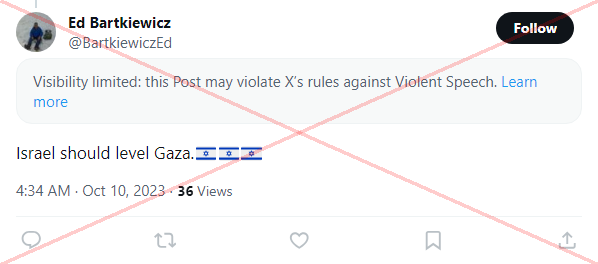 Ed Bartkiewicz
@BartkiewiczEd
Follow
Visibility limited: this Post may violate X's rules against Violent Speech. Learn
more
Israel should level Gaza.🇮🇱🇮🇱🇮🇱
4:34 AM · Oct 10, 2023 · 36 Views